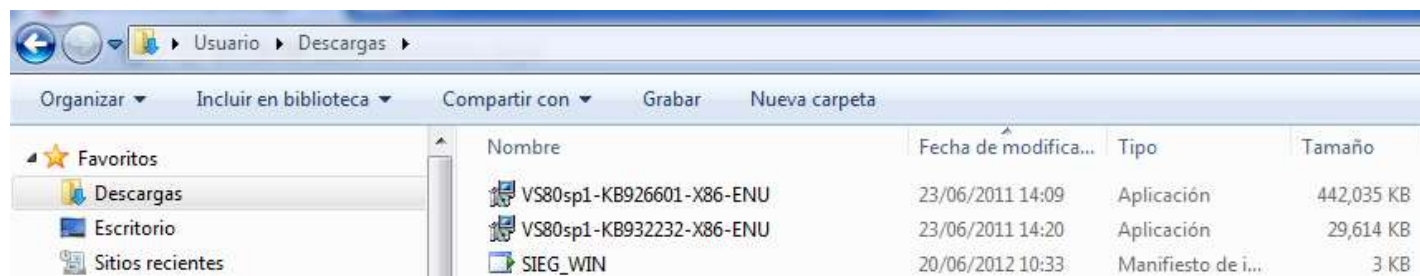 Usuario Descargas
Organizar Incluir en biblioteca Compartir con Grabar Nueva carpeta
Favoritos
Descargas
Escritorio
Sitios recientes
Nombre Fecha de modifica... Tipo Tamaño
VS80sp1-KB926601-X86-ENU 23/06/2011 14:09 Aplicación 442,035 KB
VS80sp1-KB932232-X86-ENU 23/06/2011 14:20 Aplicación 29,614 KB
SIEG_WIN 20/06/2012 10:33 Manifiesto de i... 3 KB